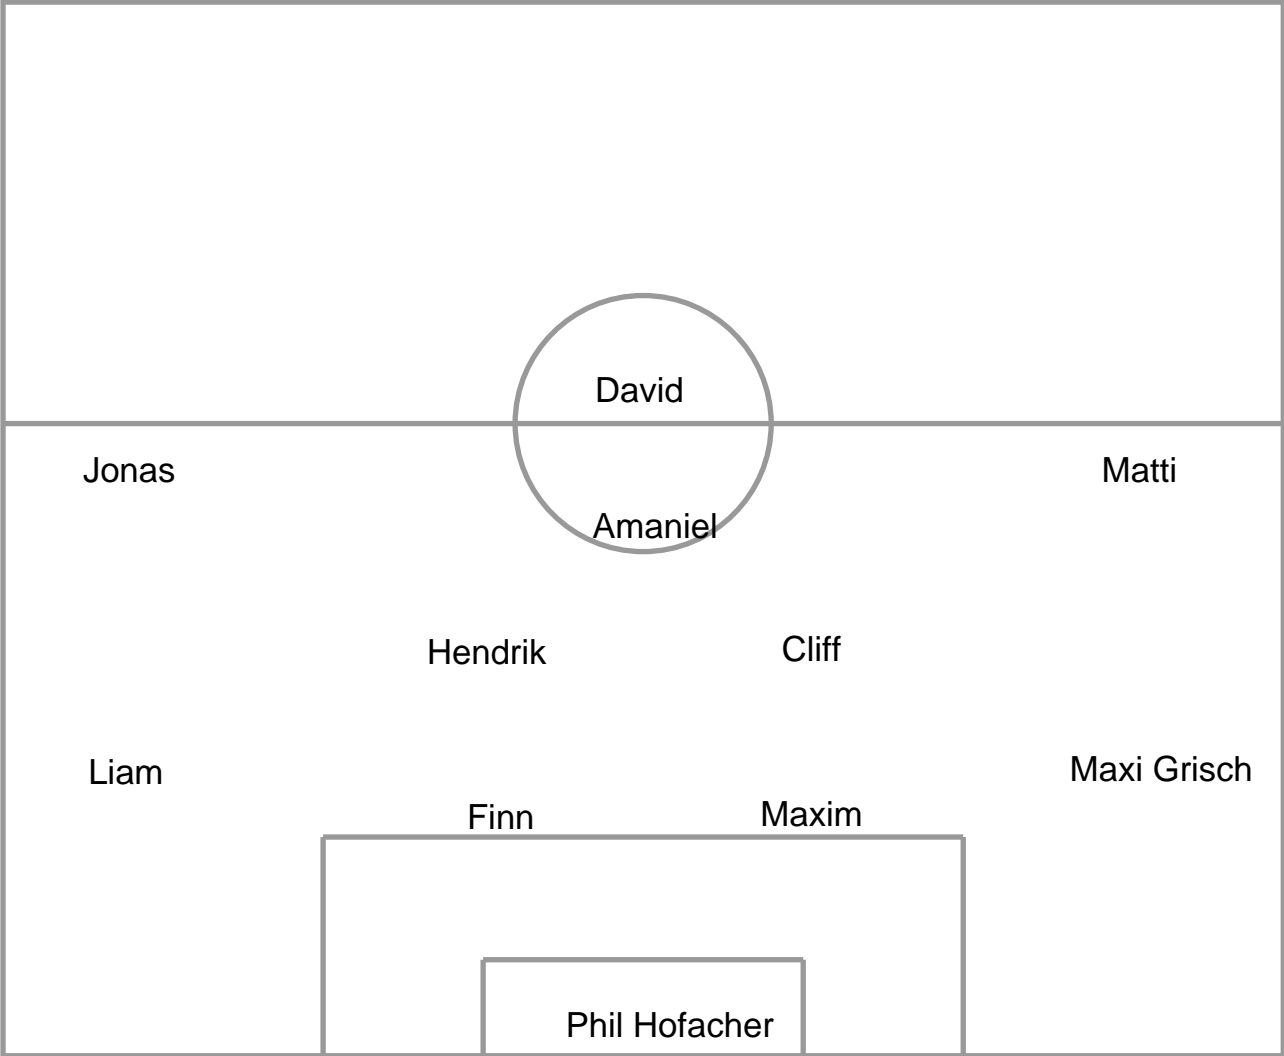 David
Jonas
Matti
Amaniel
Hendrik
Cliff
Liam
Maxi Grisch
Finn
Maxim
Phil Hofacher